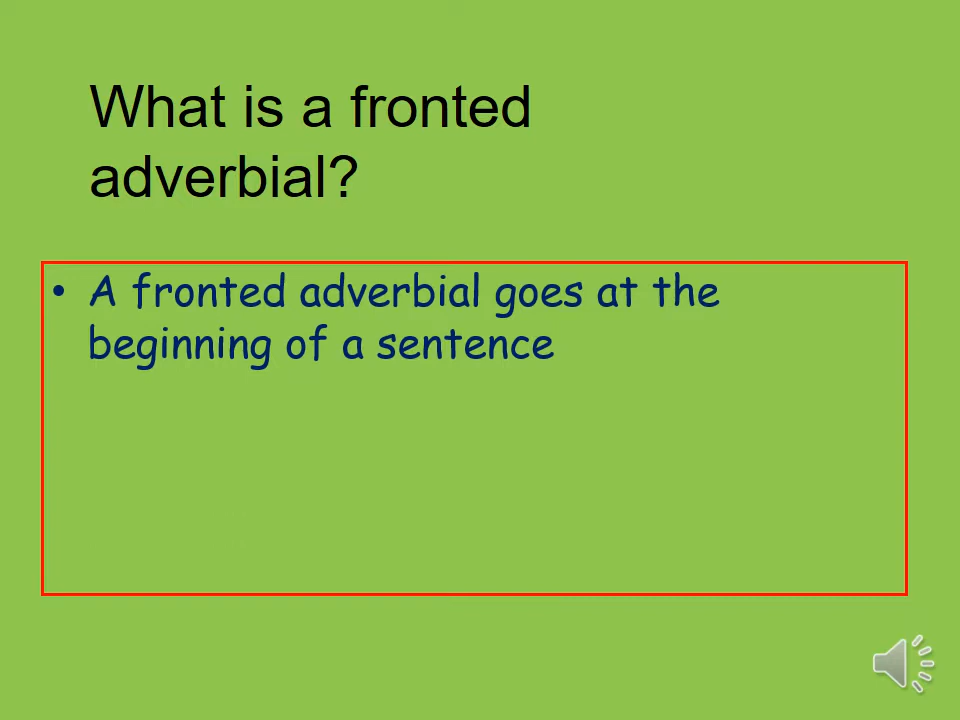 What is a fronted
adverbial?
• A fronted adverbial goes at the
beginning of a sentence